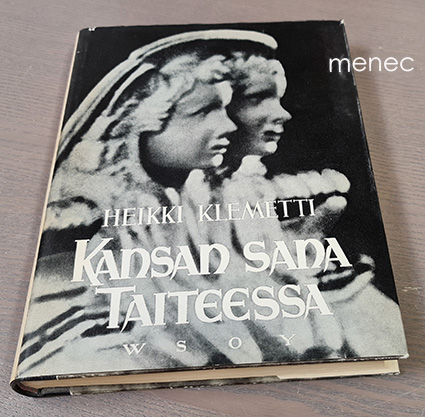 menec
HEIKKI KLEMETTI
KANSAN SANA
TAITEESSA
WSOY